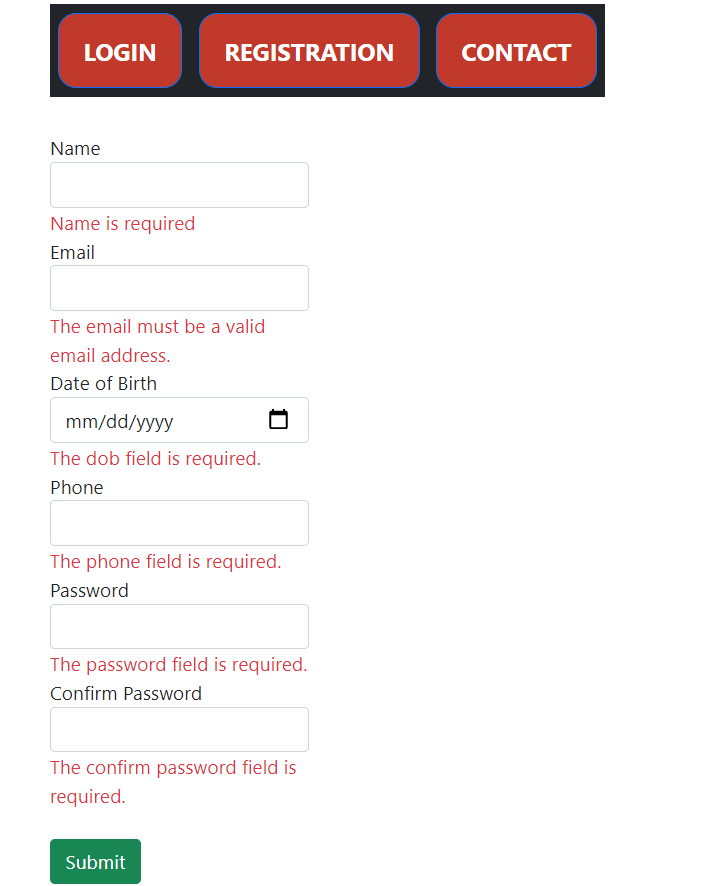 LOGIN REGISTRATION CONTACT
Name
Name is required
Email
The email must be a valid
email address.
Date of Birth
mm/dd/yyyy
The dob field is required.
Phone
The phone field is required.
Password
The password field is required.
Confirm Password
The confirm password field is
required.
Submit